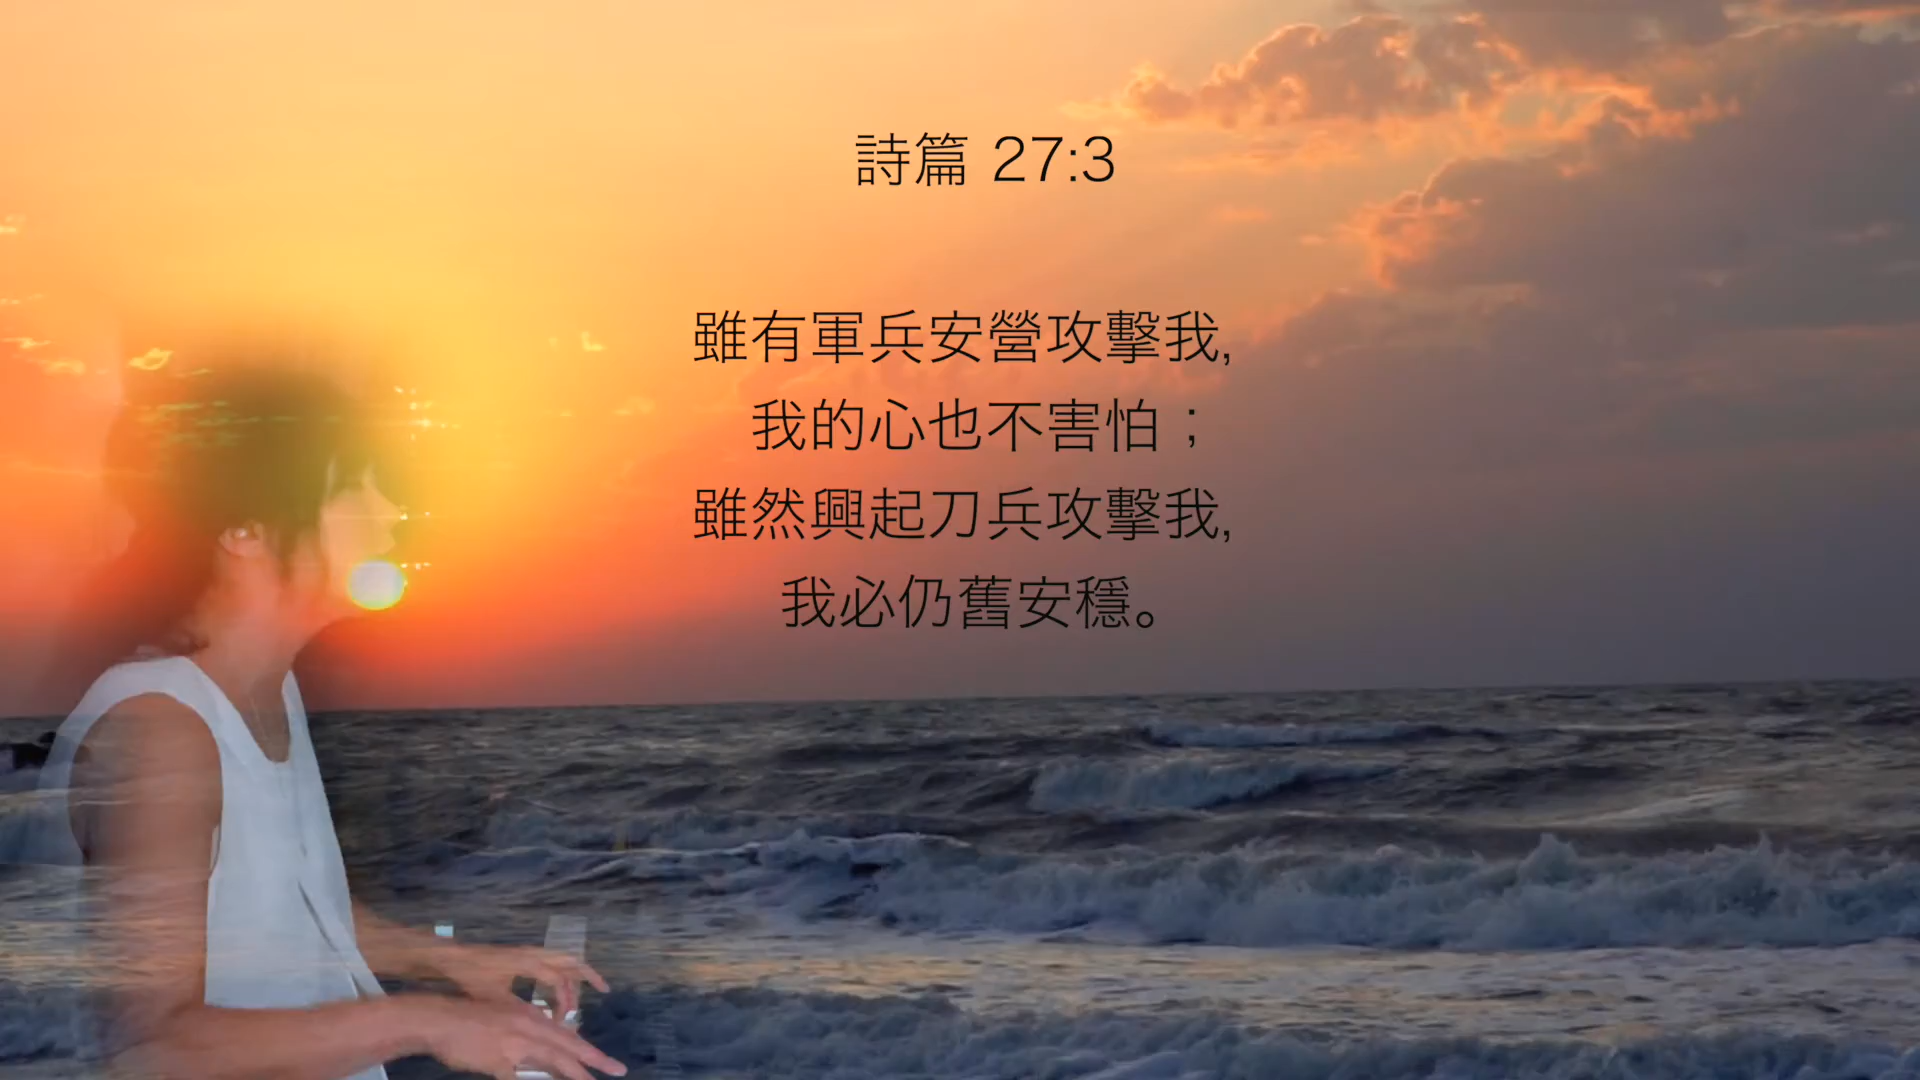 詩篇 27:3
雖有軍兵安營攻擊我,
我的心也不害怕；
雖然興起刀兵攻擊我,
我必仍舊安穩。